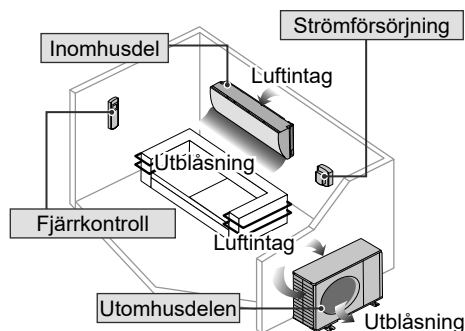 Strömförsörjning
Inomhusdel
Luftintag
Utblåsning
Fjärrkontroll
Luftintag
Utomhusdelen
Utblåsning